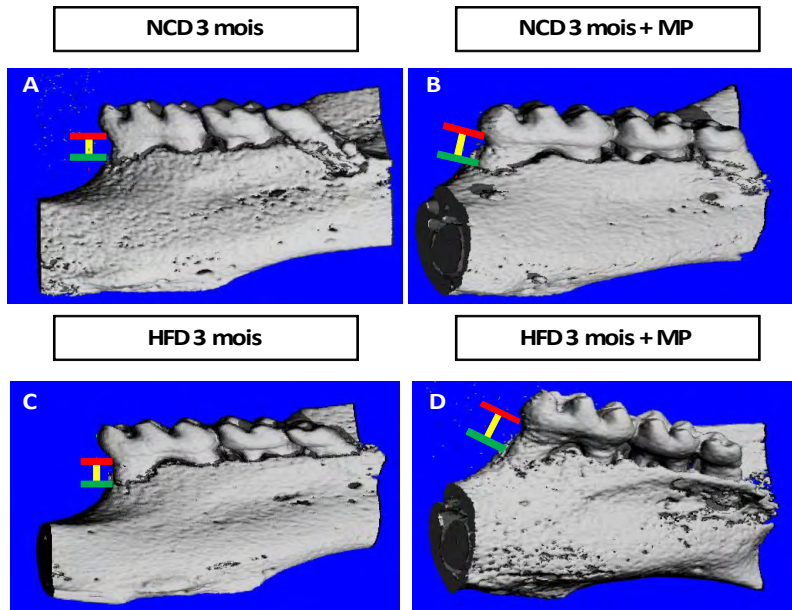 NCD 3 mois
NCD 3 mois + MP
A
B
HFD 3 mois
HFD 3 mois + MP
C
D